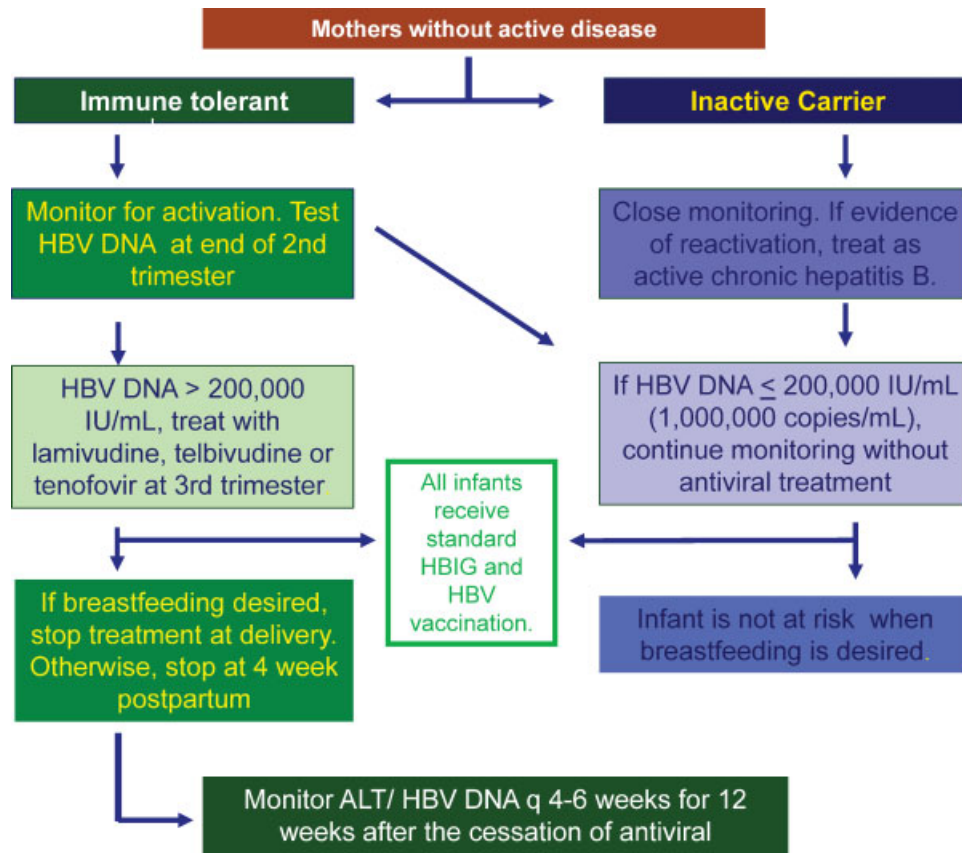 Mothers without active disease
Immune tolerant
Inactive Carrier
Monitor for activation. Test
HBV DNA at end of 2nd
trimester
Close monitoring. If evidence
of reactivation, treat as
active chronic hepatitis B.
HBV DNA > 200,000
IU/mL, treat with
lamivudine, telbivudine or
tenofovir at 3rd trimester.
If HBV DNA ≤ 200,000 IU/mL
(1,000,000 copies/mL),
continue monitoring without
antiviral treatment
All infants
receive
standard
HBIG and
HBV
vaccination.
If breastfeeding desired,
stop treatment at delivery.
Otherwise, stop at 4 week
postpartum
Infant is not at risk when
breastfeeding is desired.
Monitor ALT/ HBV DNA q 4-6 weeks for 12
weeks after the cessation of antiviral